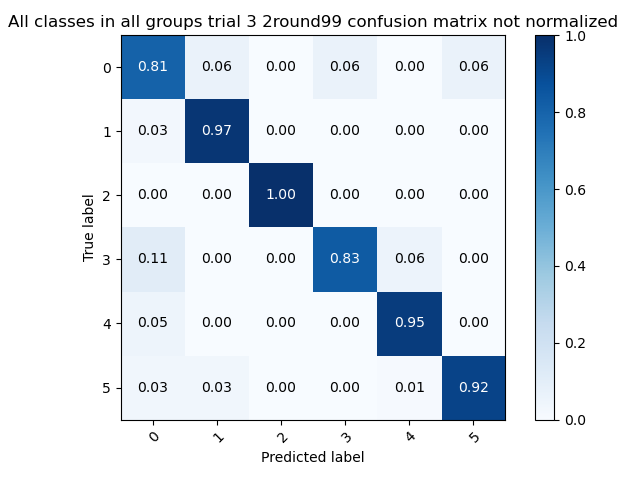 All classes in all groups trial 3 2round99 confusion matrix not normalized
0 0.81 0.06 0.00 0.06 0.00 0.06
1 0.03 0.97 0.00 0.00 0.00 0.00
2 0.00 0.00 1.00 0.00 0.00 0.00
3 0.11 0.00 0.00 0.83 0.06 0.00
4 0.05 0.00 0.00 0.00 0.95 0.00
5 0.03 0.03 0.00 0.00 0.01 0.92
0 1 2 3 4 5
Predicted label
True label
1.0
0.8
0.6
0.4
0.2
0.0